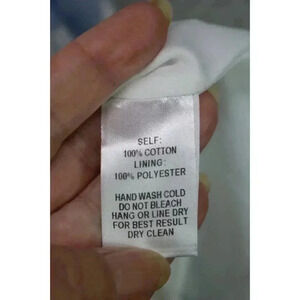 SELF:
100% COTTON
LINING:
100% POLYESTER
HAND WASH COLD
DO NOT BLEACH
HANG OR LINE DRY
FOR BEST RESULT
DRY CLEAN